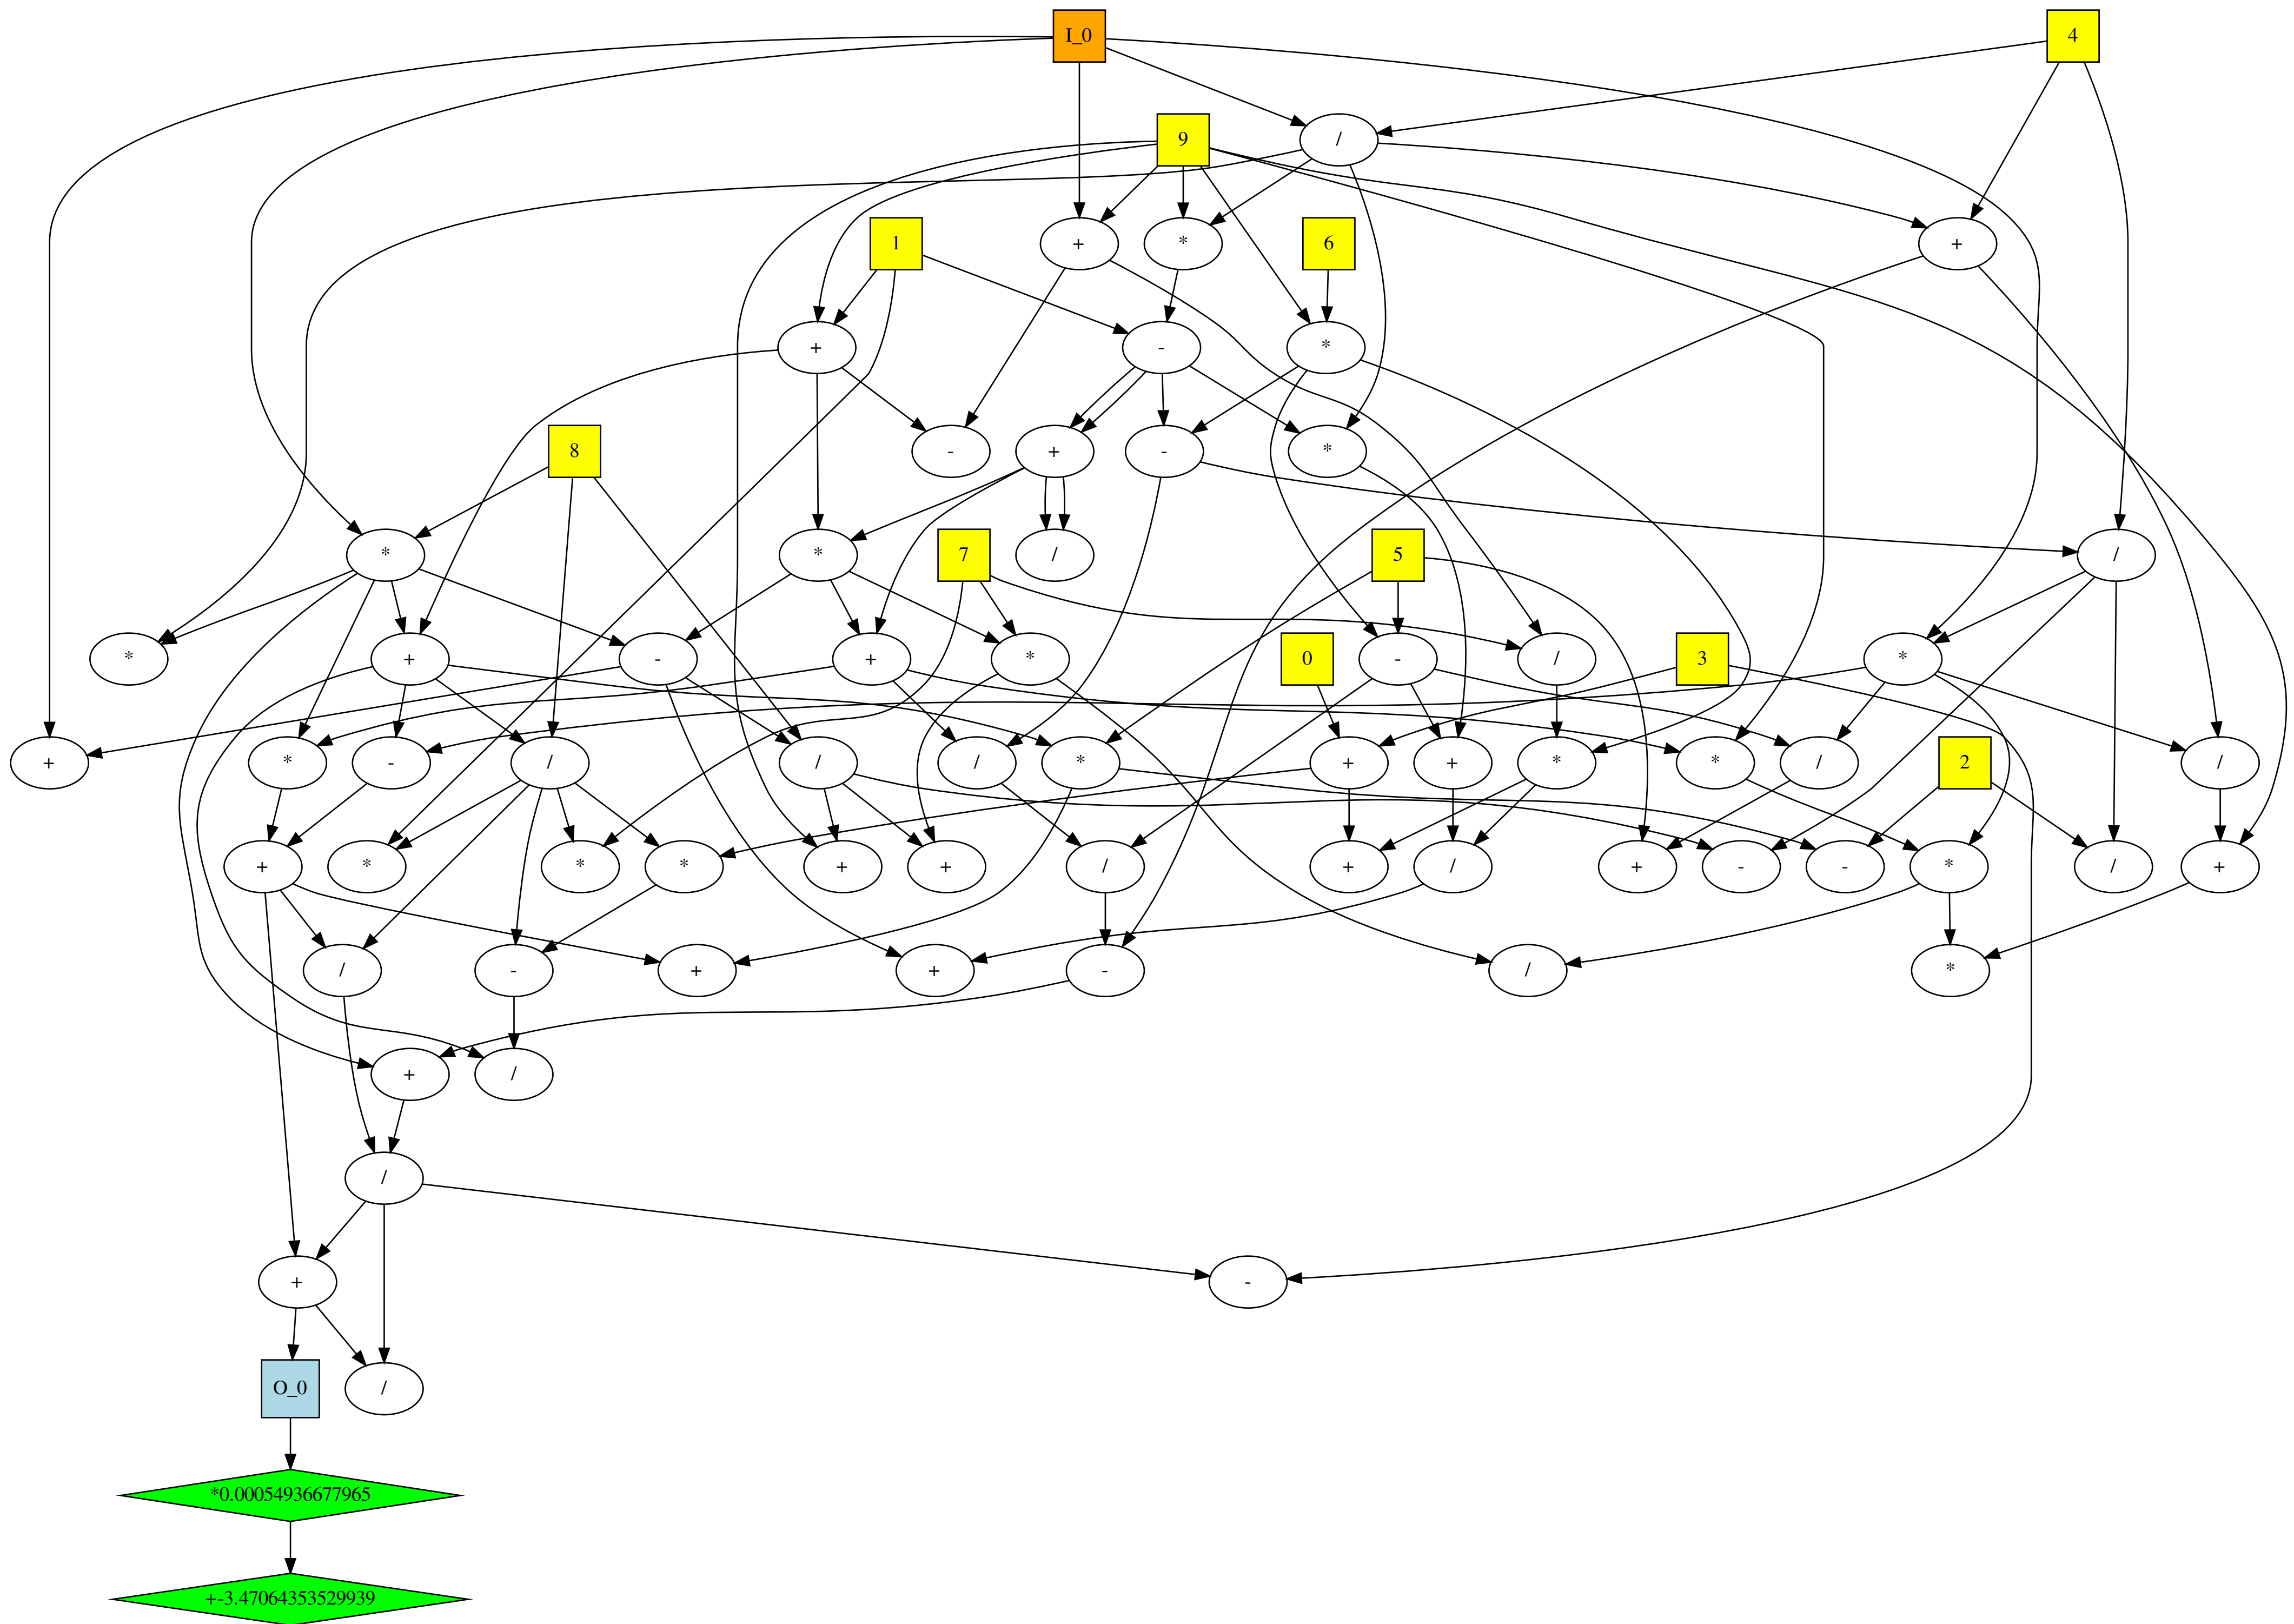 I_0 4
9 /
1 + * 6 +
+ - *
8 - + - *
* * 7 / 5 /
* + - + * 0 - / 3 *
+ * - / / / * + + * * / 2 /
+ * * * + + / + / + - - * / +
/ - + + - / *
+ /
/
+ -
O_0 /
*0.00054936677965
+-3.47064353529939